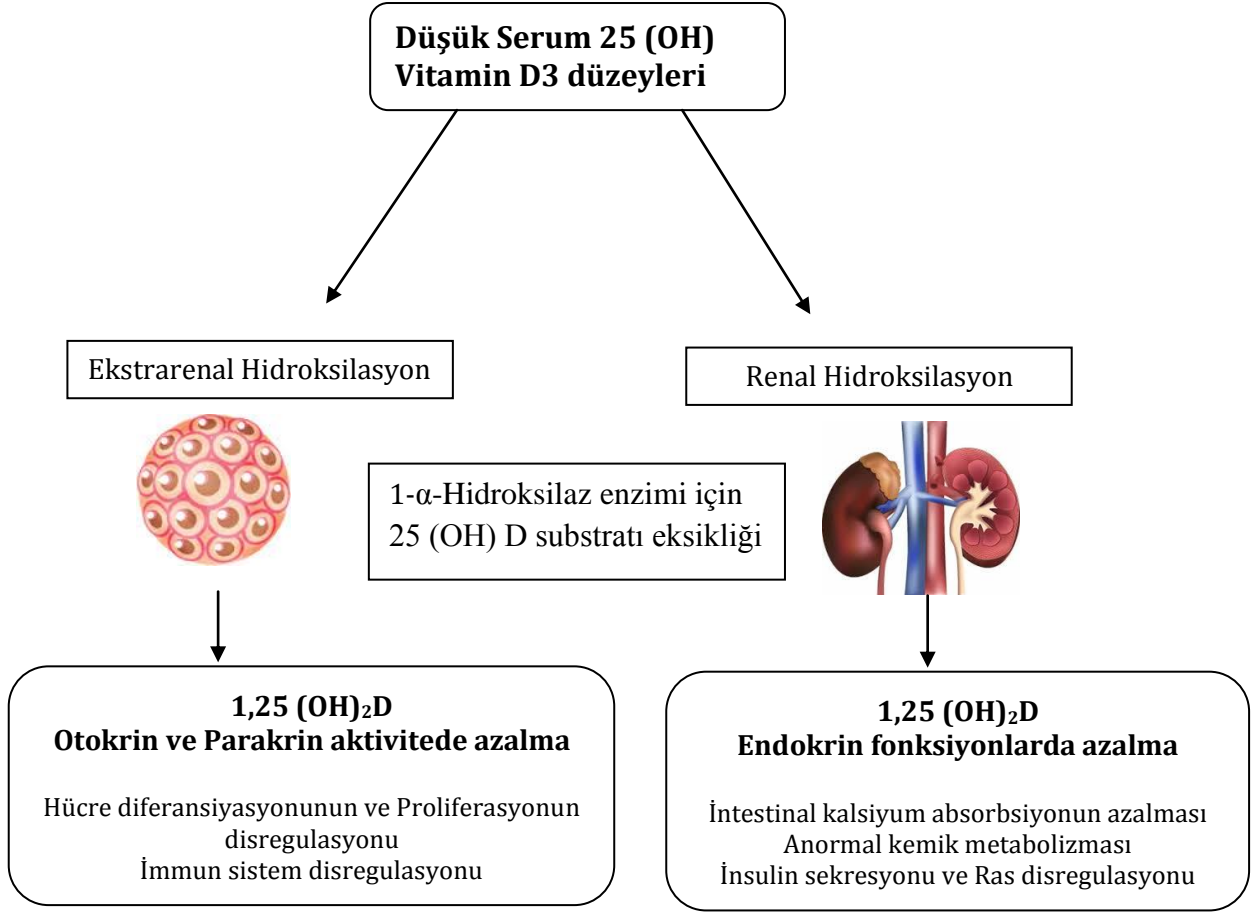 Düşük Serum 25 (OH)
Vitamin D3 düzeyleri
Ekstrarenal Hidroksilasyon
Renal Hidroksilasyon
1-α-Hidroksilaz enzimi için
25 (OH) D substratı eksikliği
1,25 (OH)₂D
Otokrin ve Parakrin aktivitede azalma
Hücre diferansiyasyonunun ve Proliferasyonun
disregulasyonu
İmmun sistem disregulasyonu
1,25 (OH)₂D
Endokrin fonksiyonlarda azalma
İntestinal kalsiyum absorbsiyonun azalması
Anormal kemik metabolizması
İnsulin sekresyonu ve Ras disregulasyonu